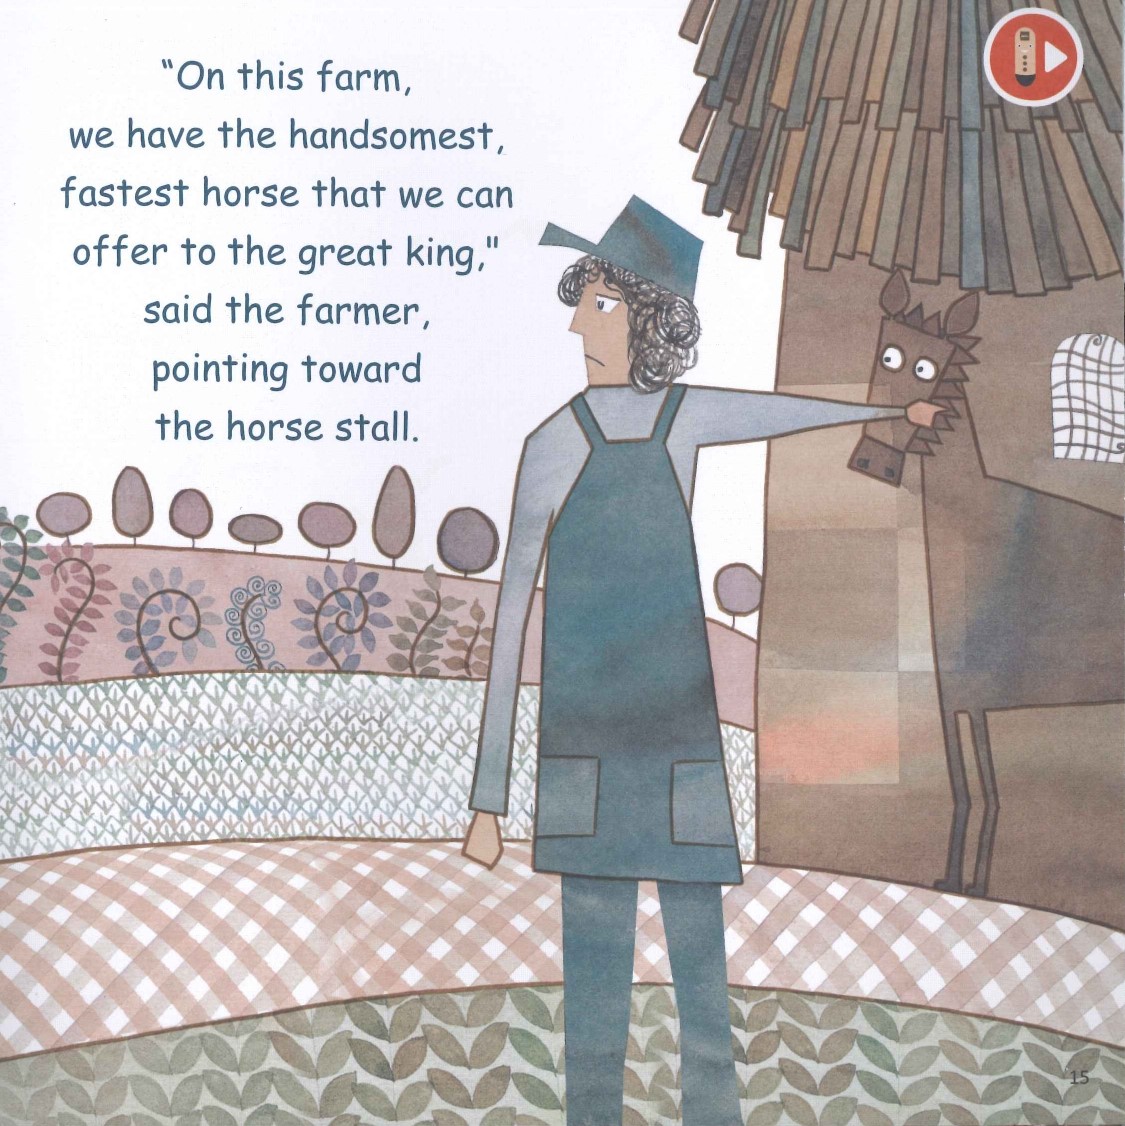 “On this farm,
we have the handsomest,
fastest horse that we can
offer to the great king,"
said the farmer,
pointing toward
the horse stall.
15